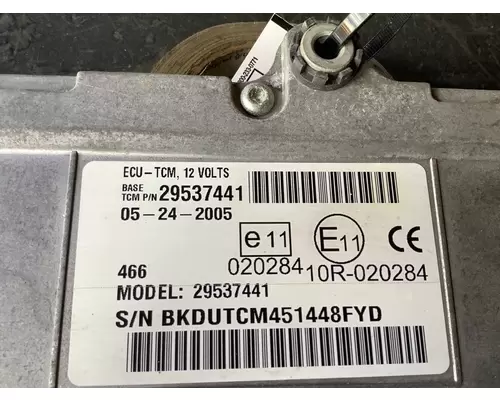 ECU-TCM, 12 VOLTS
BASE
TCM P/N 29537441
05-24-2005
e11
E11
CE
020284
10R-020284
466
MODEL: 29537441
S/N BKDUTCM451448FYD